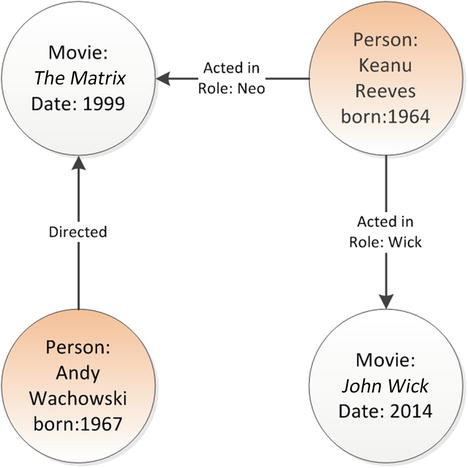 Movie:
The Matrix
Date: 1999
Acted in
Role: Neo
Person:
Keanu
Reeves
born:1964
Directed
Acted in
Role: Wick
Person:
Andy
Wachowski
born:1967
Movie:
John Wick
Date: 2014